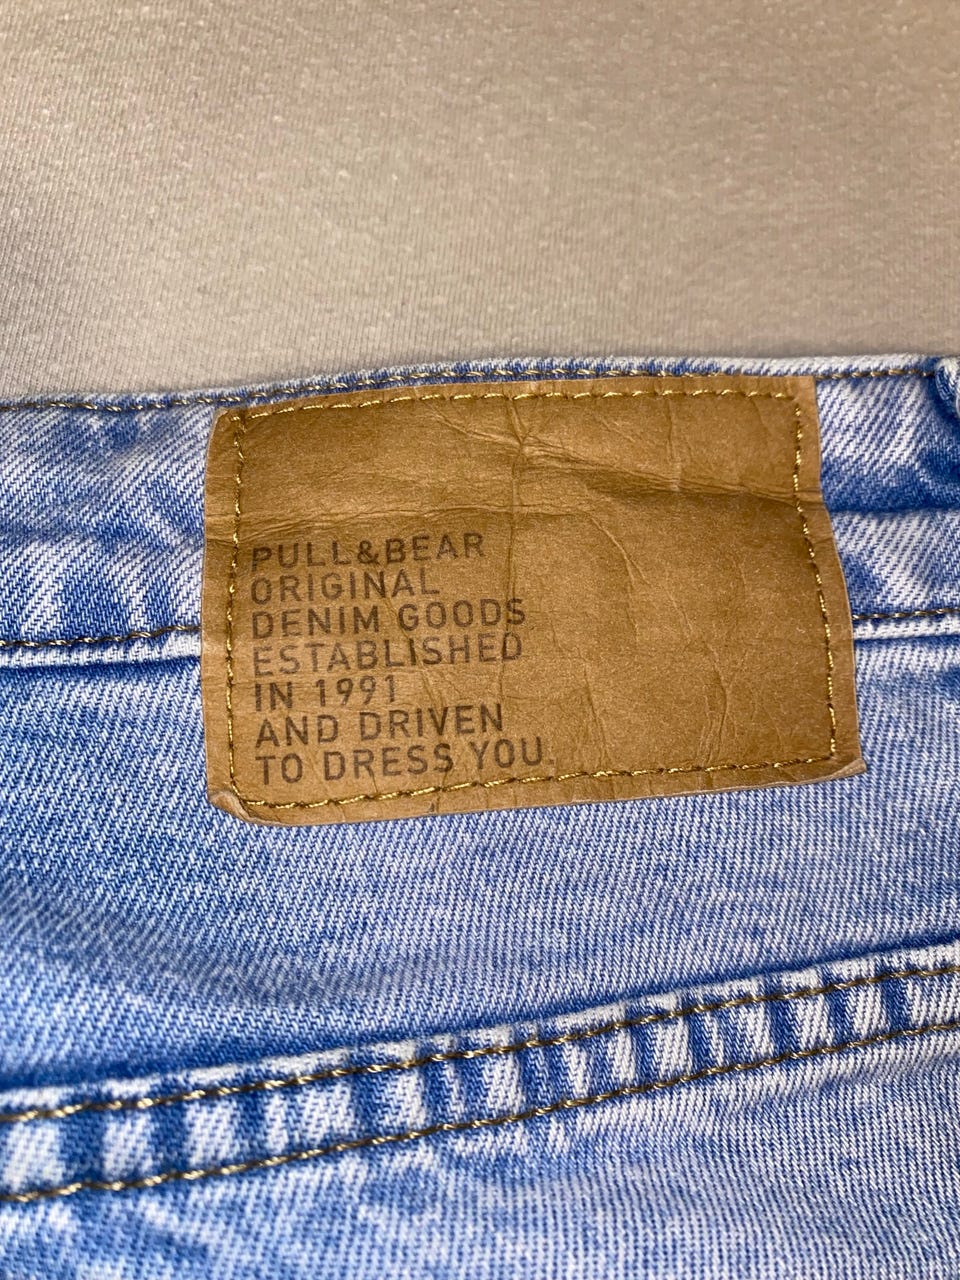 PULL&BEAR
ORIGINAL
DENIM GOODS
ESTABLISHED
IN 1991
AND DRIVEN
TO DRESS YOU.